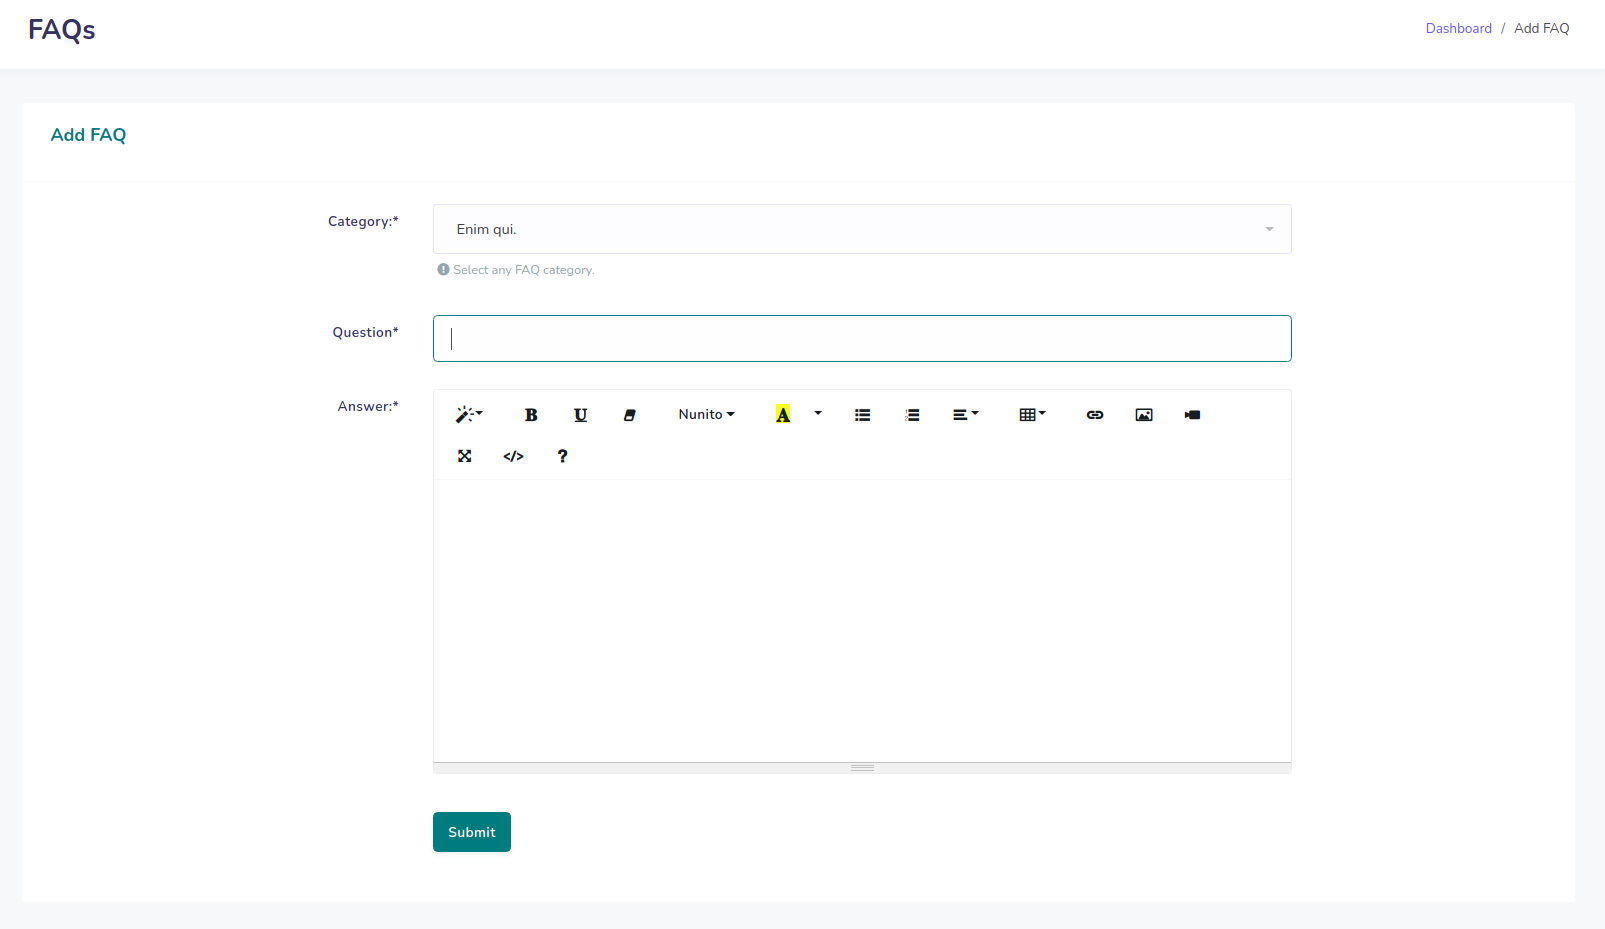 FAQs
Dashboard / Add FAQ
Add FAQ
Category:*
Enim qui.
Select any FAQ category.
Question*
Answer:*
B U Nunito A
</> ?
Submit